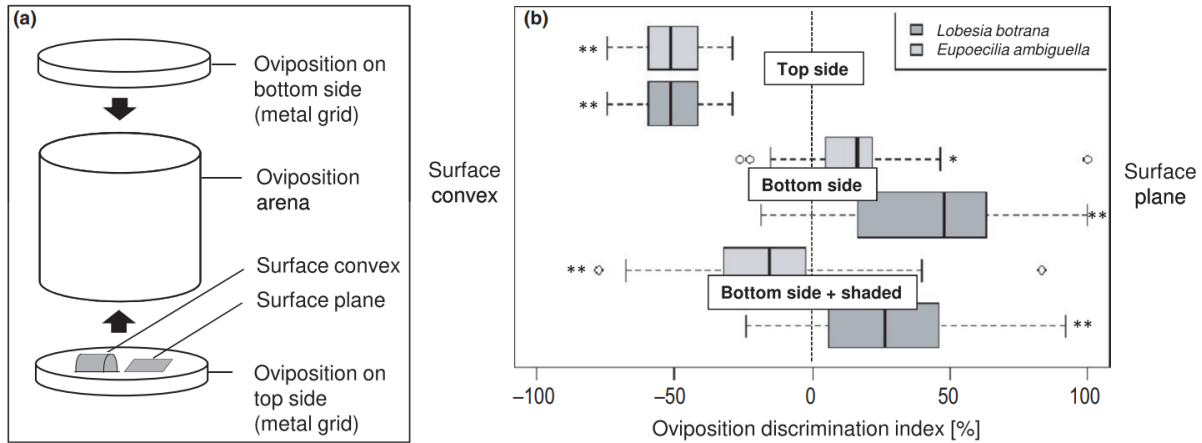 (a)
Oviposition on
bottom side
(metal grid)
Oviposition
arena
Surface convex
Surface plane
Oviposition on
top side
(metal grid)
(b)
Lobesia botrana
Eupoecilia ambiguella
**
Top side
**
Surface
convex
*
Bottom side
**
Surface
plane
**
Bottom side + shaded
**
–100
–50
0
50
100
Oviposition discrimination index [%]